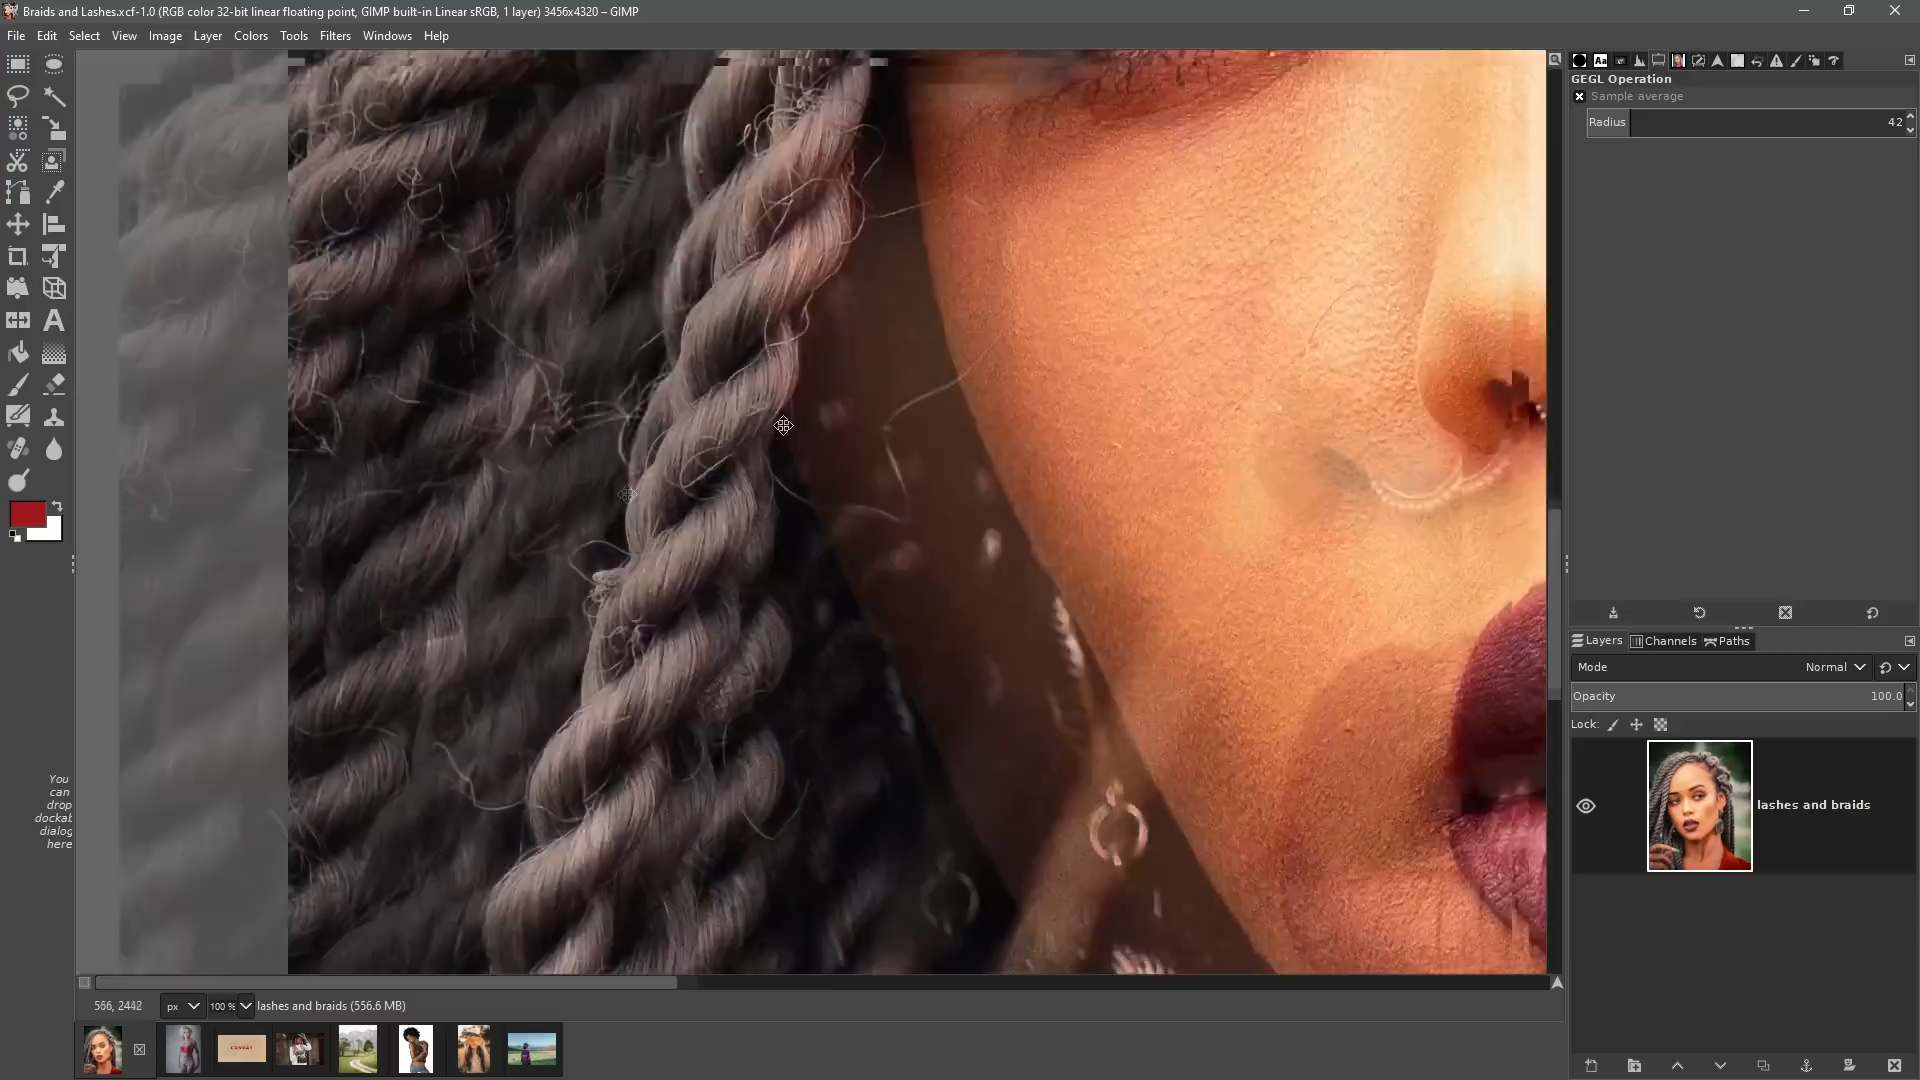 Braids and Lashes.xcf-1.0 (RGB color 32-bit linear floating point, GIMP built-in Linear sRGB, 1 layer) 3456x4320 – GIMP
File Edit Select View Image Layer Colors Tools Filters Windows Help
GEGL Operation
Sample average
Radius 42
You
can
drop
dockab
dialog
here
Layers Channels Paths
Mode Normal
Opacity 100.0
Lock:
lashes and braids
566, 2442 px 100 % lashes and braids (556.6 MB)
CANVAS